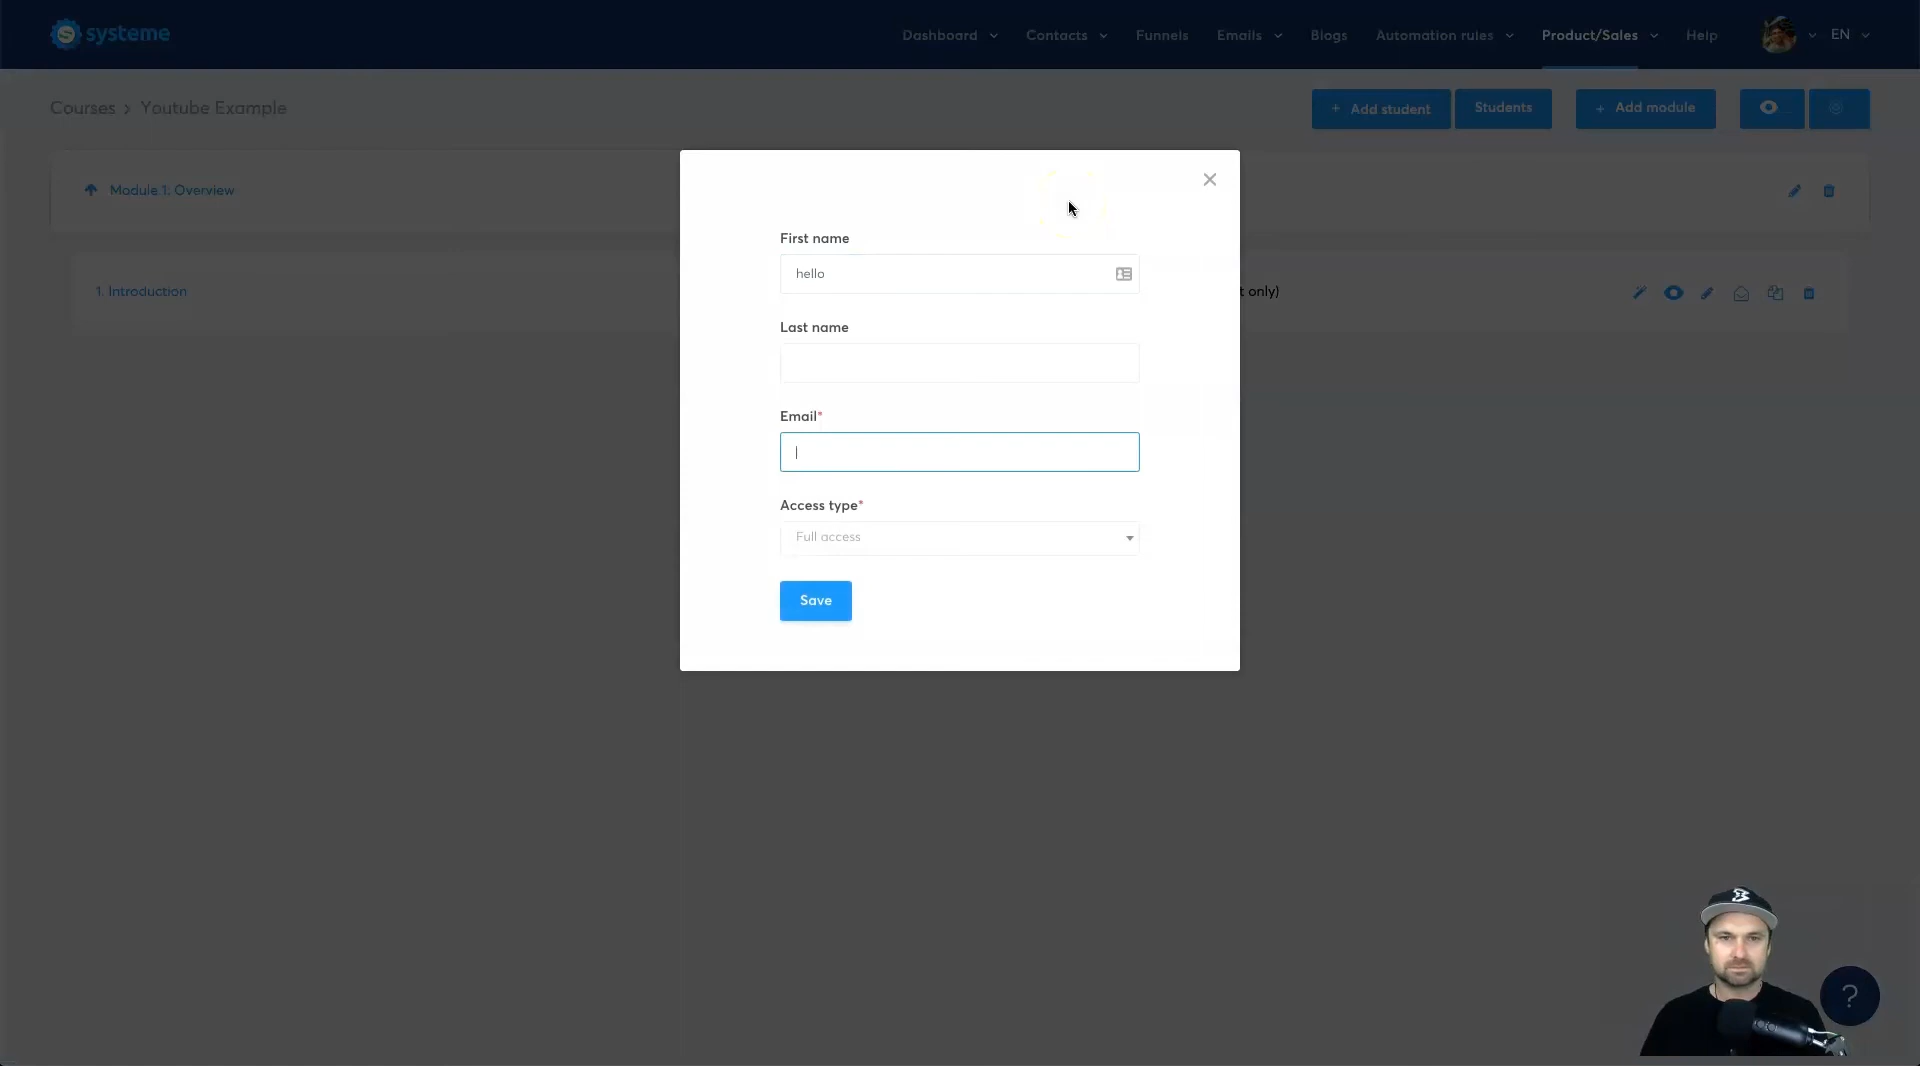 systeme
Dashboard Contacts Funnels Emails Blogs Automation rules Product/Sales Help EN
Courses > Youtube Example
+ Add student Students + Add module
Module 1: Overview
First name
hello
1. Introduction
t only)
Last name
Email*
Access type*
Full access
Save
?